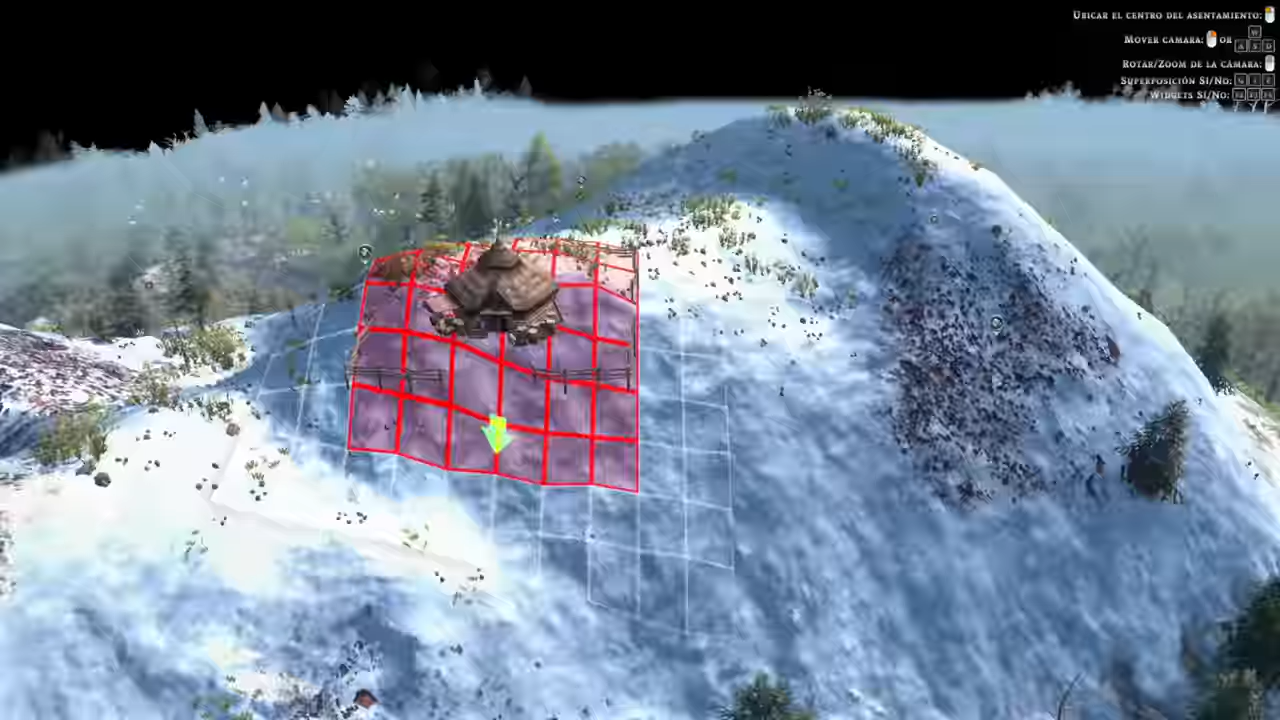 Ubicar el centro del asentamiento:
Mover cámara: or W
A S D
Rotar/Zoom de la cámara:
Superposición Sí/No:
Widgets Sí/No: